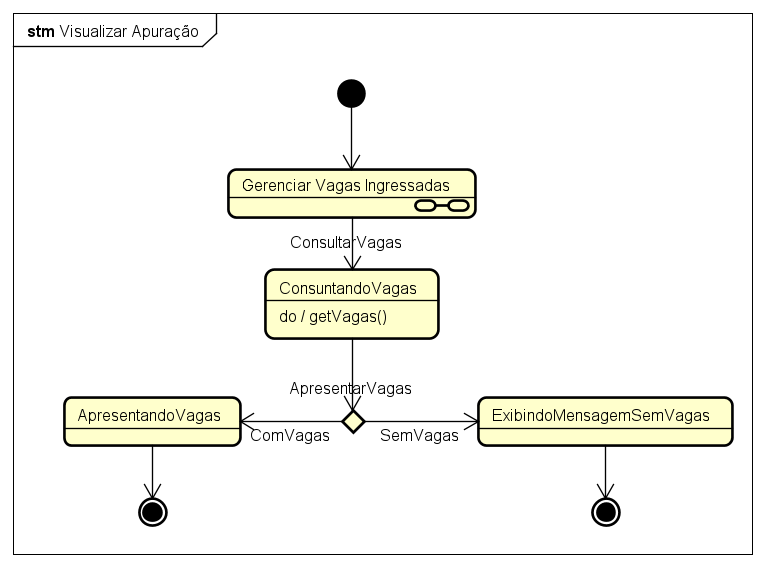 stm Visualizar Apuração
Gerenciar Vagas Ingressadas
ConsultarVagas
ConsuntandoVagas
do / getVagas()
ApresentarVagas
ApresentandoVagas
ExibindoMensagemSemVagas
ComVagas
SemVagas